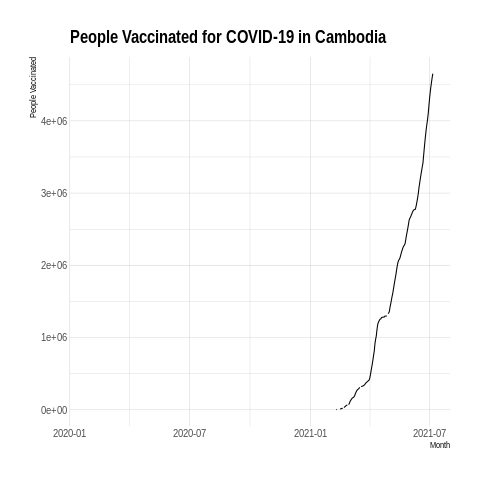 People Vaccinated for COVID-19 in Cambodia
People Vaccinated
4e+06
3e+06
2e+06
1e+06
0e+00
2020-01
2020-07
2021-01
2021-07
Month